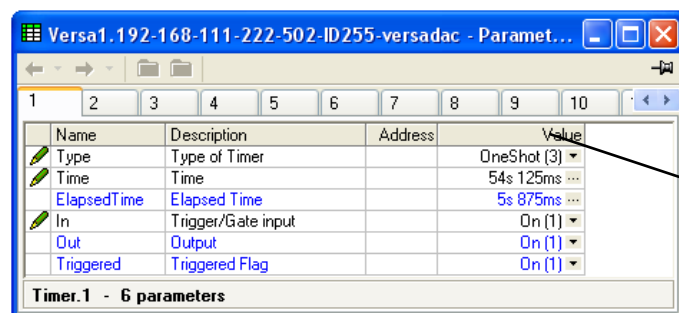 Versa1.192-168-111-222-502-ID255-versadac - Paramet...
1 2 3 4 5 6 7 8 9 10
Name Description Address Value
Type Type of Timer OneShot (3)
Time Time 54s 125ms ...
ElapsedTime Elapsed Time 5s 875ms ...
In Trigger/Gate input On (1)
Out Output On (1)
Triggered Triggered Flag On (1)
Timer.1 - 6 parameters